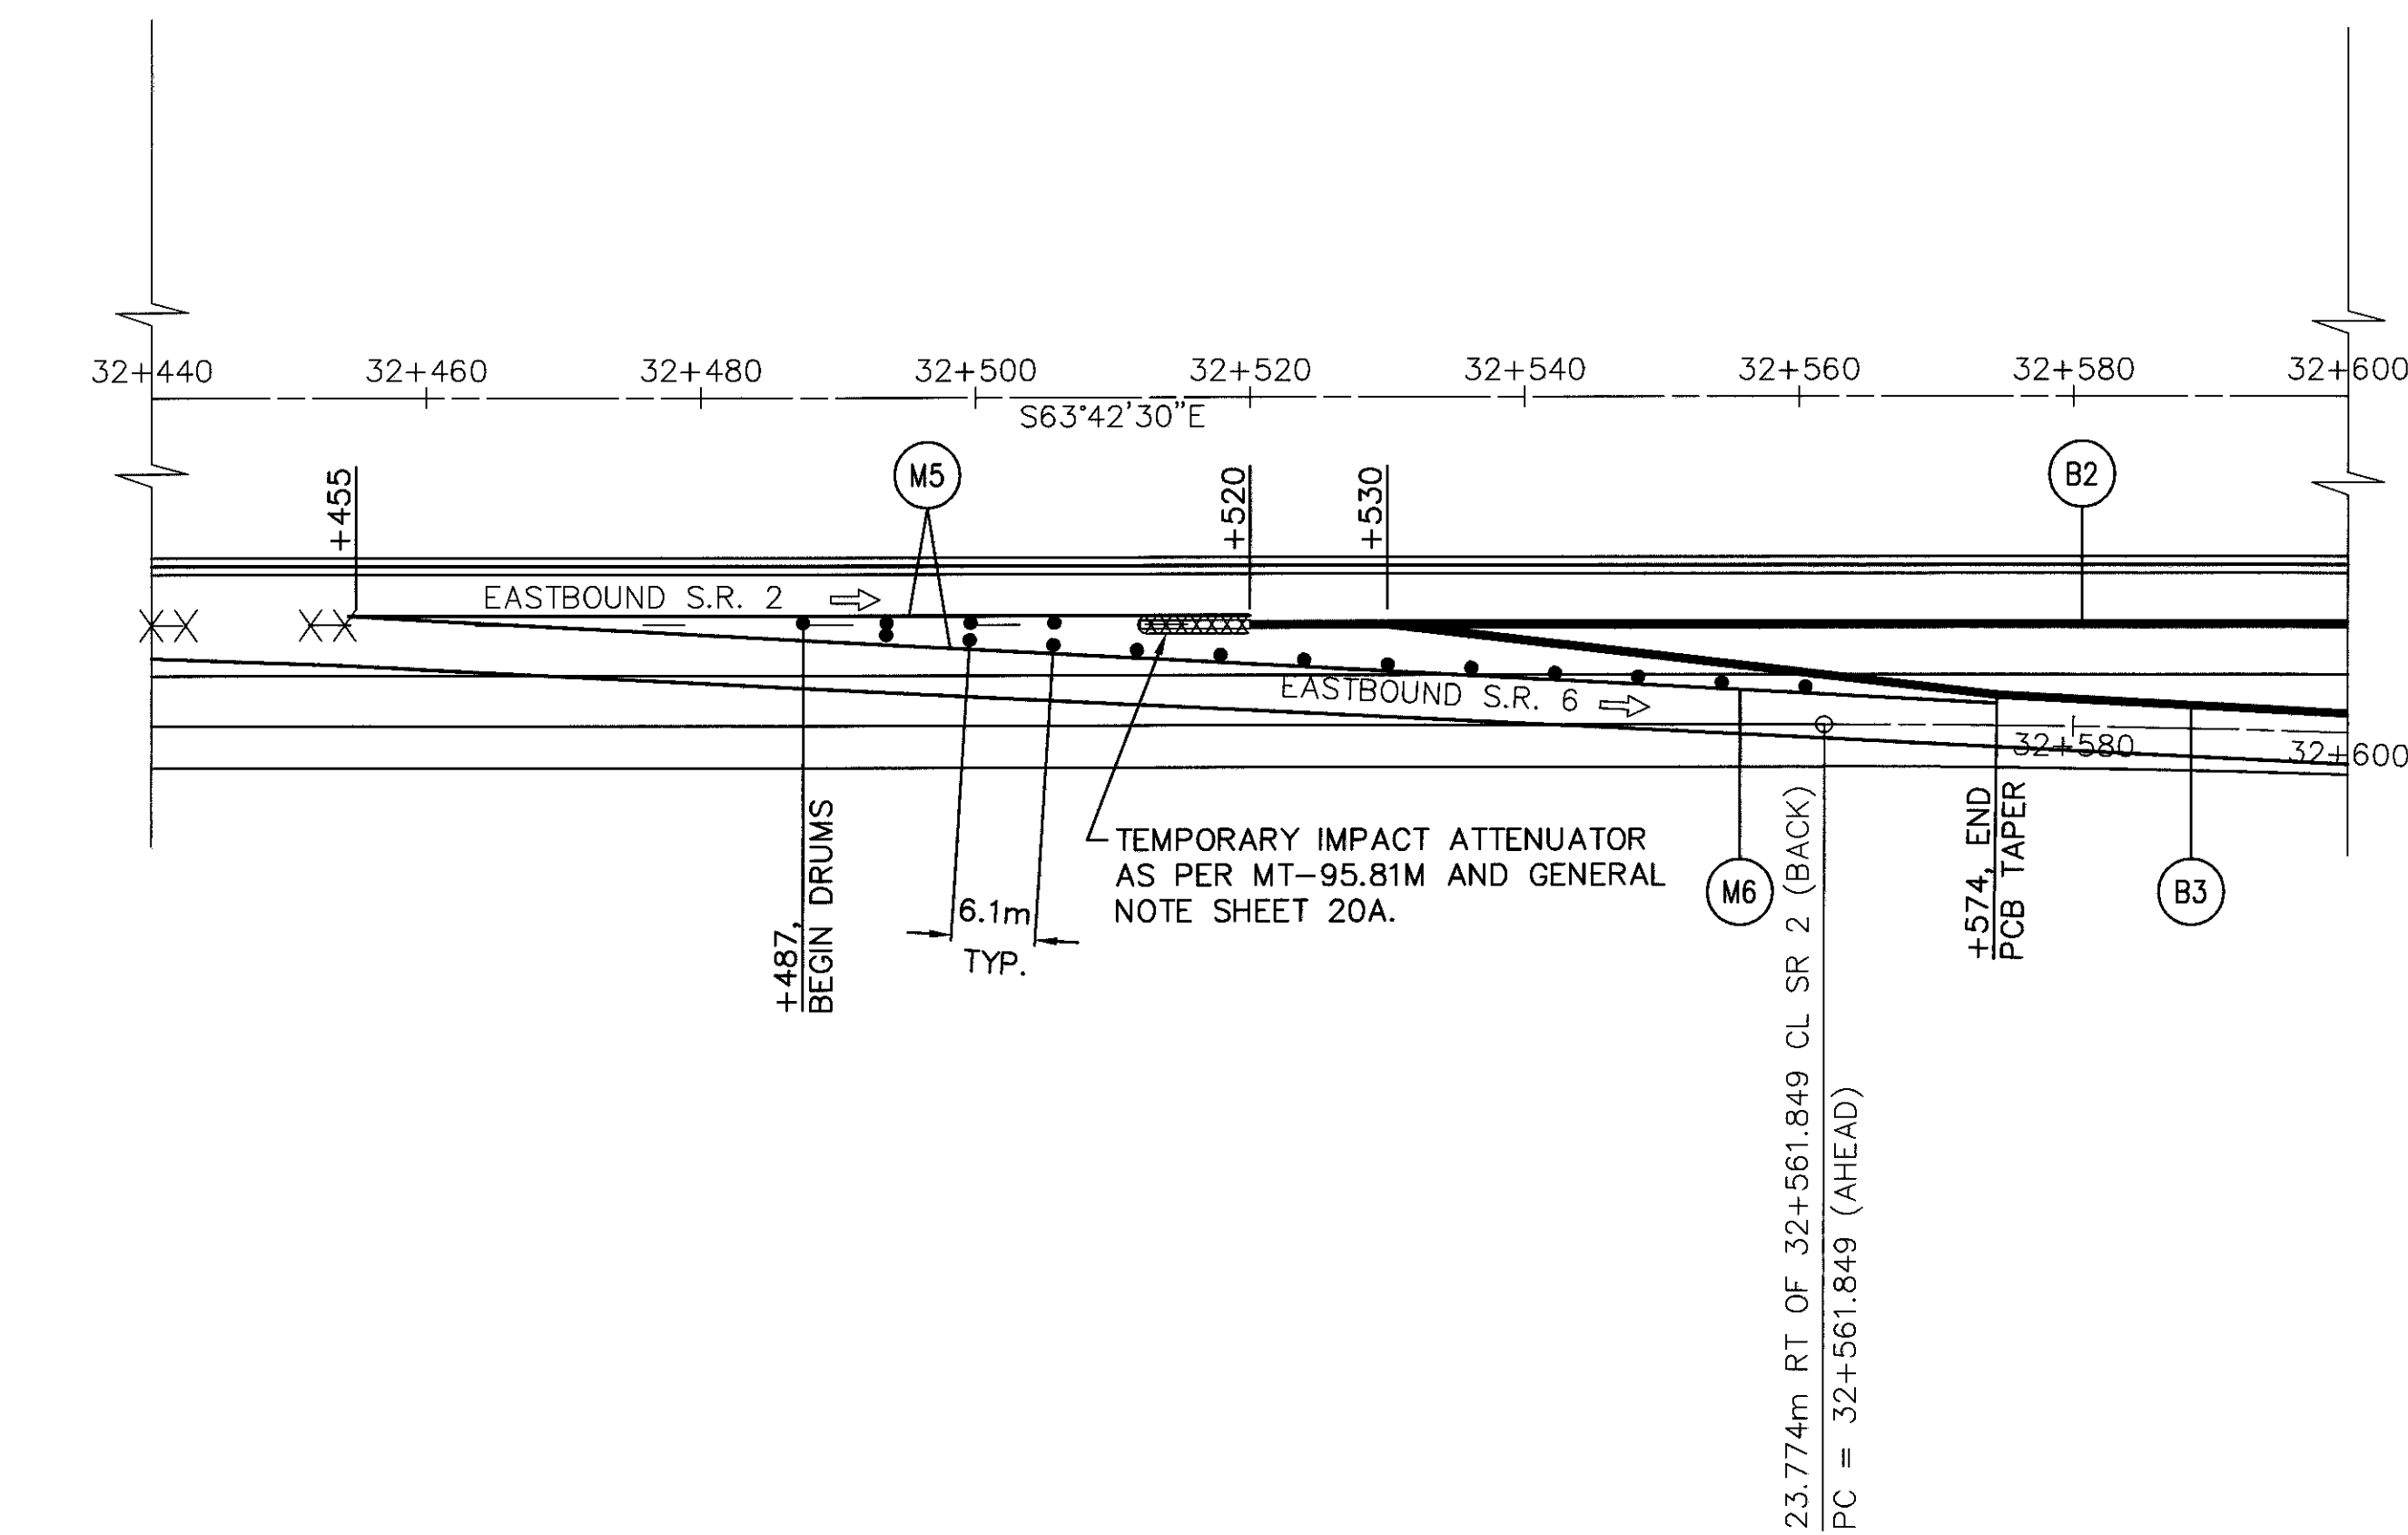 32+440 32+460 32+480 32+500 32+520 32+540 32+560 32+580 32+600
S63°42'30"E
+455
M5
+520
+530
B2
EASTBOUND S.R. 2
EASTBOUND S.R. 6
32+580
32+600
+487,
BEGIN DRUMS
6.1m
TYP.
TEMPORARY IMPACT ATTENUATOR
AS PER MT-95.81M AND GENERAL
NOTE SHEET 20A.
M6
23.774m RT OF 32+561.849 CL SR 2 (BACK)
PC = 32+561.849 (AHEAD)
+574, END
PCB TAPER
B3